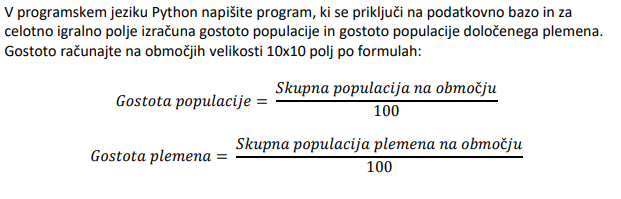 V programskem jeziku Python napišite program, ki se priključi na podatkovno bazo in za
celotno igralno polje izračuna gostoto populacije in gostoto populacije določenega plemena.
Gostoto računajte na območjih velikosti 10x10 polj po formulah:
Gostota populacije = Skupna populacija na območju / 100
Gostota plemena = Skupna populacija plemena na območju / 100